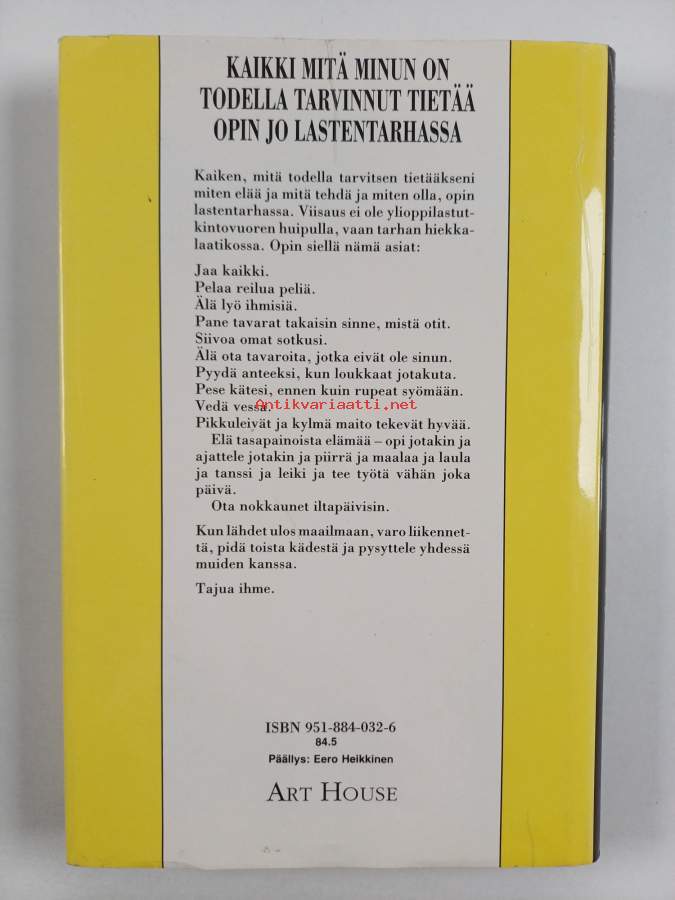 KAIKKI MITÄ MINUN ON
TODELLA TARVINNUT TIETÄÄ
OPIN JO LASTENTARHASSA
Kaiken, mitä todella tarvitsen tietääkseni
miten elää ja mitä tehdä ja miten olla, opin
lastentarhassa. Viisaus ei ole ylioppilastut-
kintovuoren huipulla, vaan tarhan hiekka-
laatikossa. Opin siellä nämä asiat:
Jaa kaikki.
Pelaa reilua peliä.
Älä lyö ihmisiä.
Pane tavarat takaisin sinne, mistä otit.
Siivoa omat sotkusi.
Älä ota tavaroita, jotka eivät ole sinun.
Pyydä anteeksi, kun loukkaat jotakuta.
Pese kätesi, ennen kuin rupeat syömään.
Vedä vessa.
Antikvariaatti.net
Pikkuleivät ja kylmä maito tekevät hyvää.
Elä tasapainoista elämää – opi jotakin ja
ajattele jotakin ja piirrä ja maalaa ja laula
ja tanssi ja leiki ja tee työtä vähän joka
päivä.
Ota nokkaunet iltapäivisin.
Kun lähdet ulos maailmaan, varo liikennet-
tä, pidä toista kädestä ja pysyttele yhdessä
muiden kanssa.
Tajua ihme.
ISBN 951-884-032-6
84.5
Päällys: Eero Heikkinen
ART HOUSE